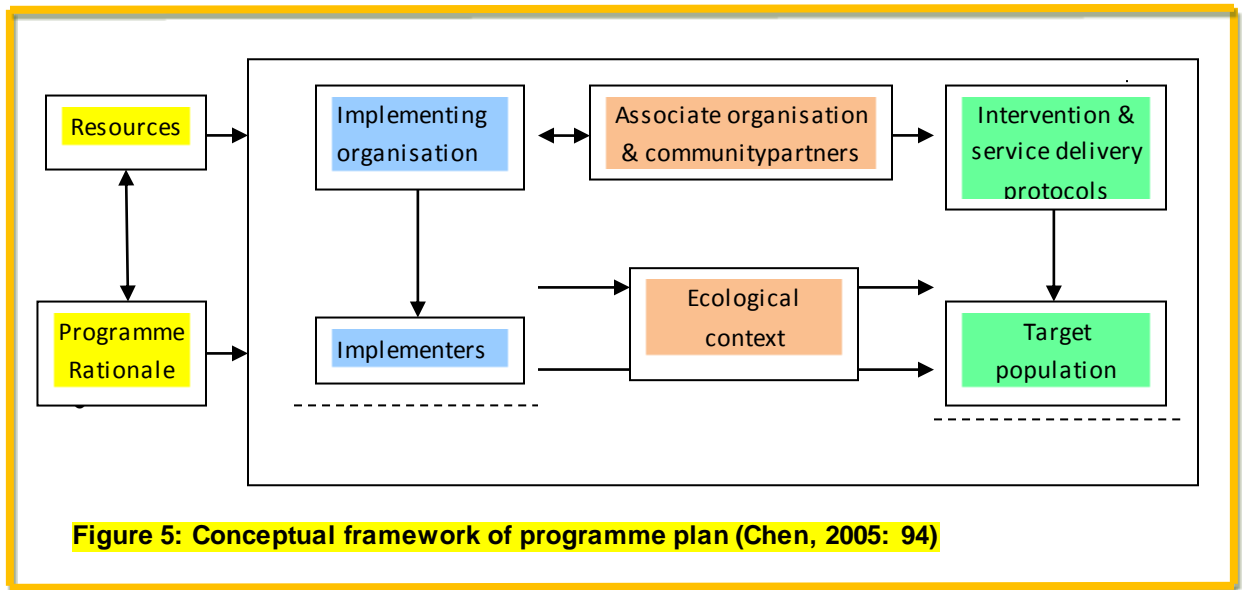 Resources
Implementing
organisation
Associate organisation
& communitypartners
Intervention &
service delivery
protocols
Programme
Rationale
Implementers
Ecological
context
Target
population
Figure 5: Conceptual framework of programme plan (Chen, 2005: 94)